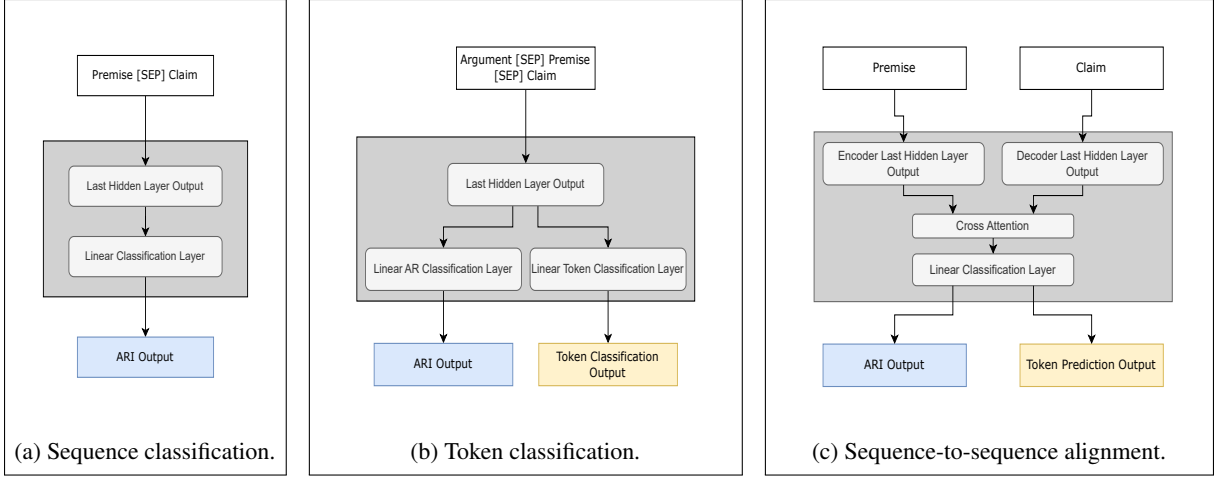 Premise [SEP] Claim
Last Hidden Layer Output
Linear Classification Layer
ARI Output
(a) Sequence classification.
Argument [SEP] Premise
[SEP] Claim
Last Hidden Layer Output
Linear AR Classification Layer
Linear Token Classification Layer
ARI Output
Token Classification
Output
(b) Token classification.
Premise
Claim
Encoder Last Hidden Layer
Output
Decoder Last Hidden Layer
Output
Cross Attention
Linear Classification Layer
ARI Output
Token Prediction Output
(c) Sequence-to-sequence alignment.